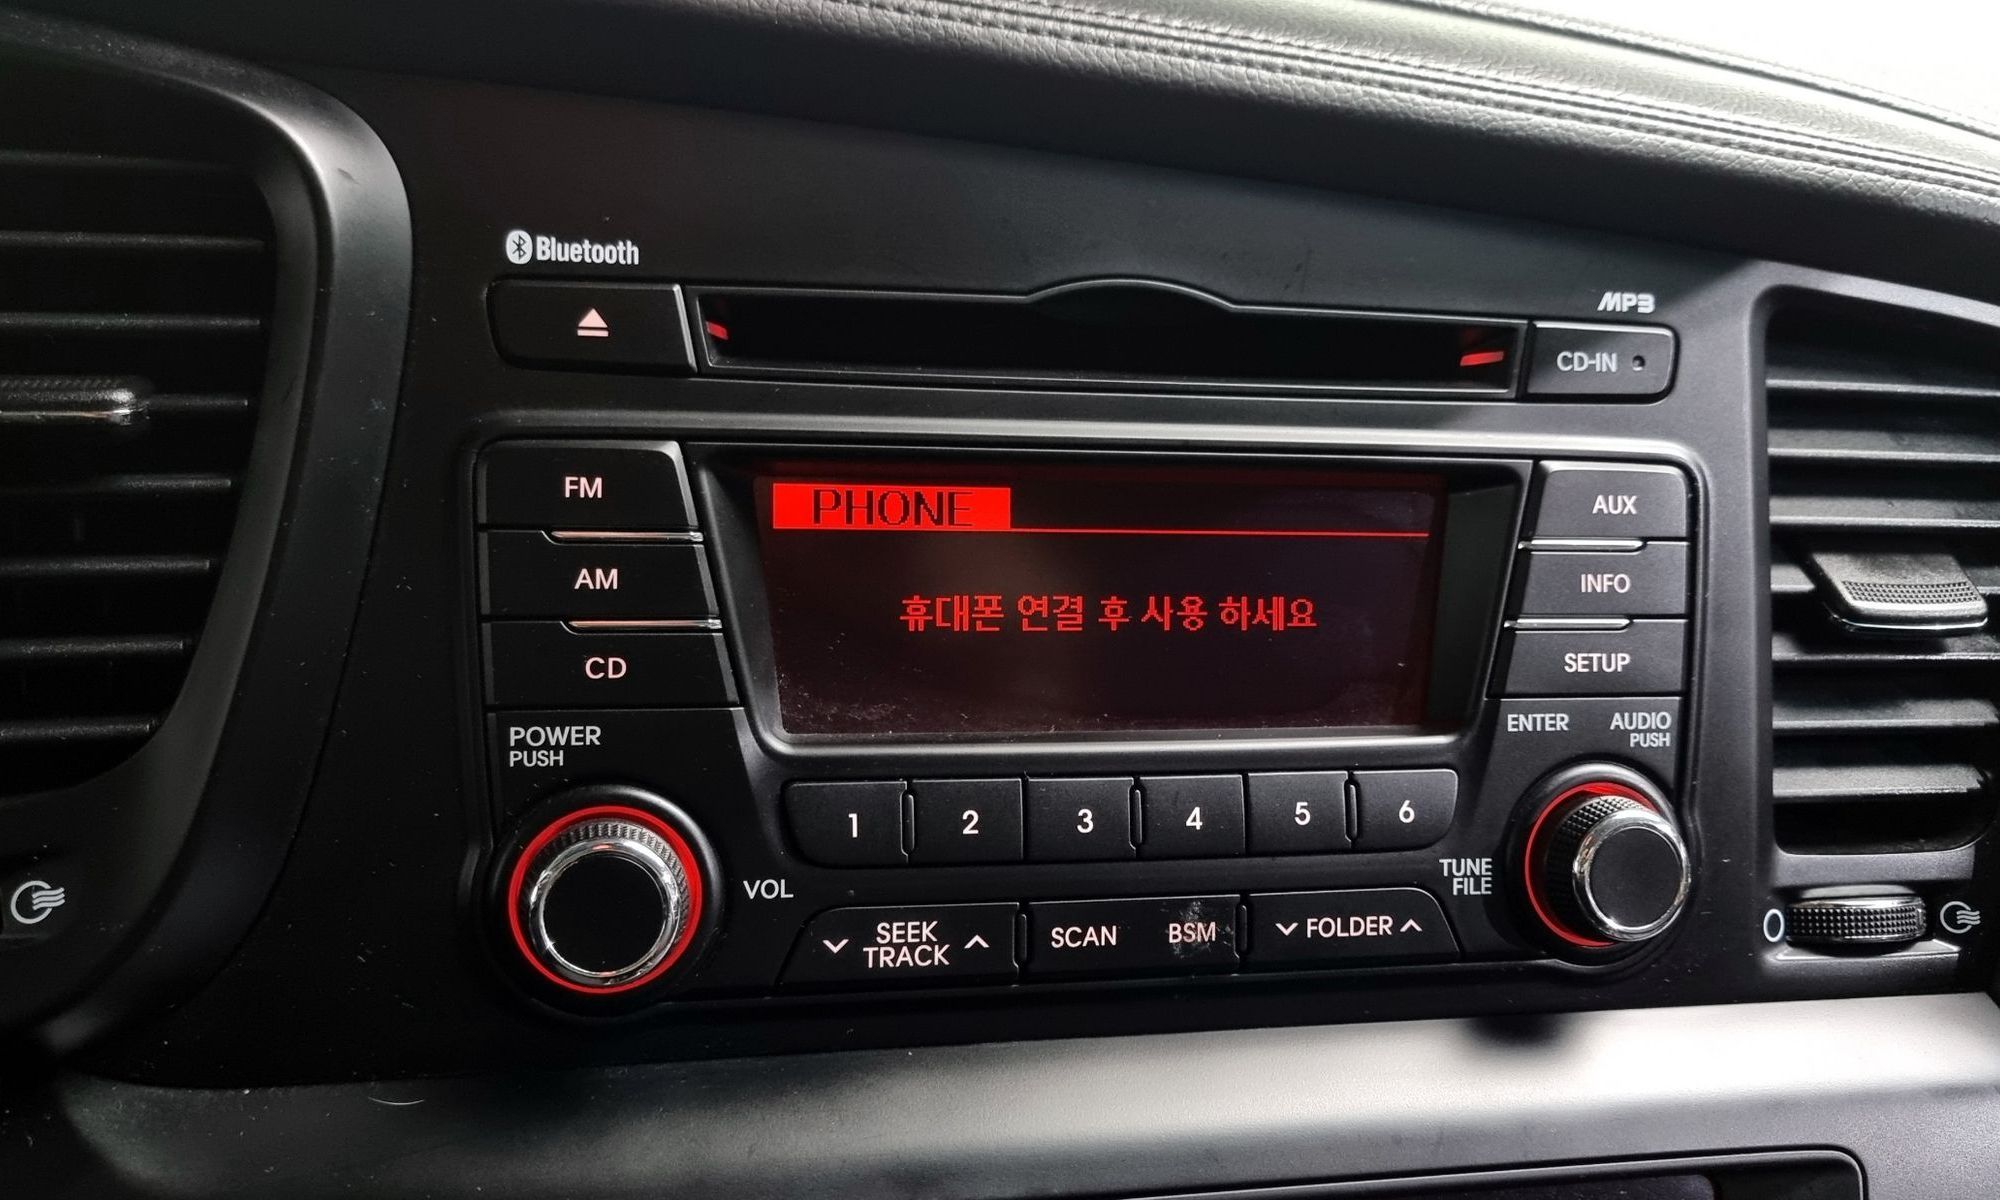 Bluetooth
MP3
CD-IN
FM
PHONE
AUX
AM
휴대폰 연결 후 사용 하세요
INFO
CD
SETUP
POWER
PUSH
ENTER
AUDIO
PUSH
1 2 3 4 5 6
VOL
TUNE
FILE
SEEK
TRACK
SCAN
BSM
FOLDER